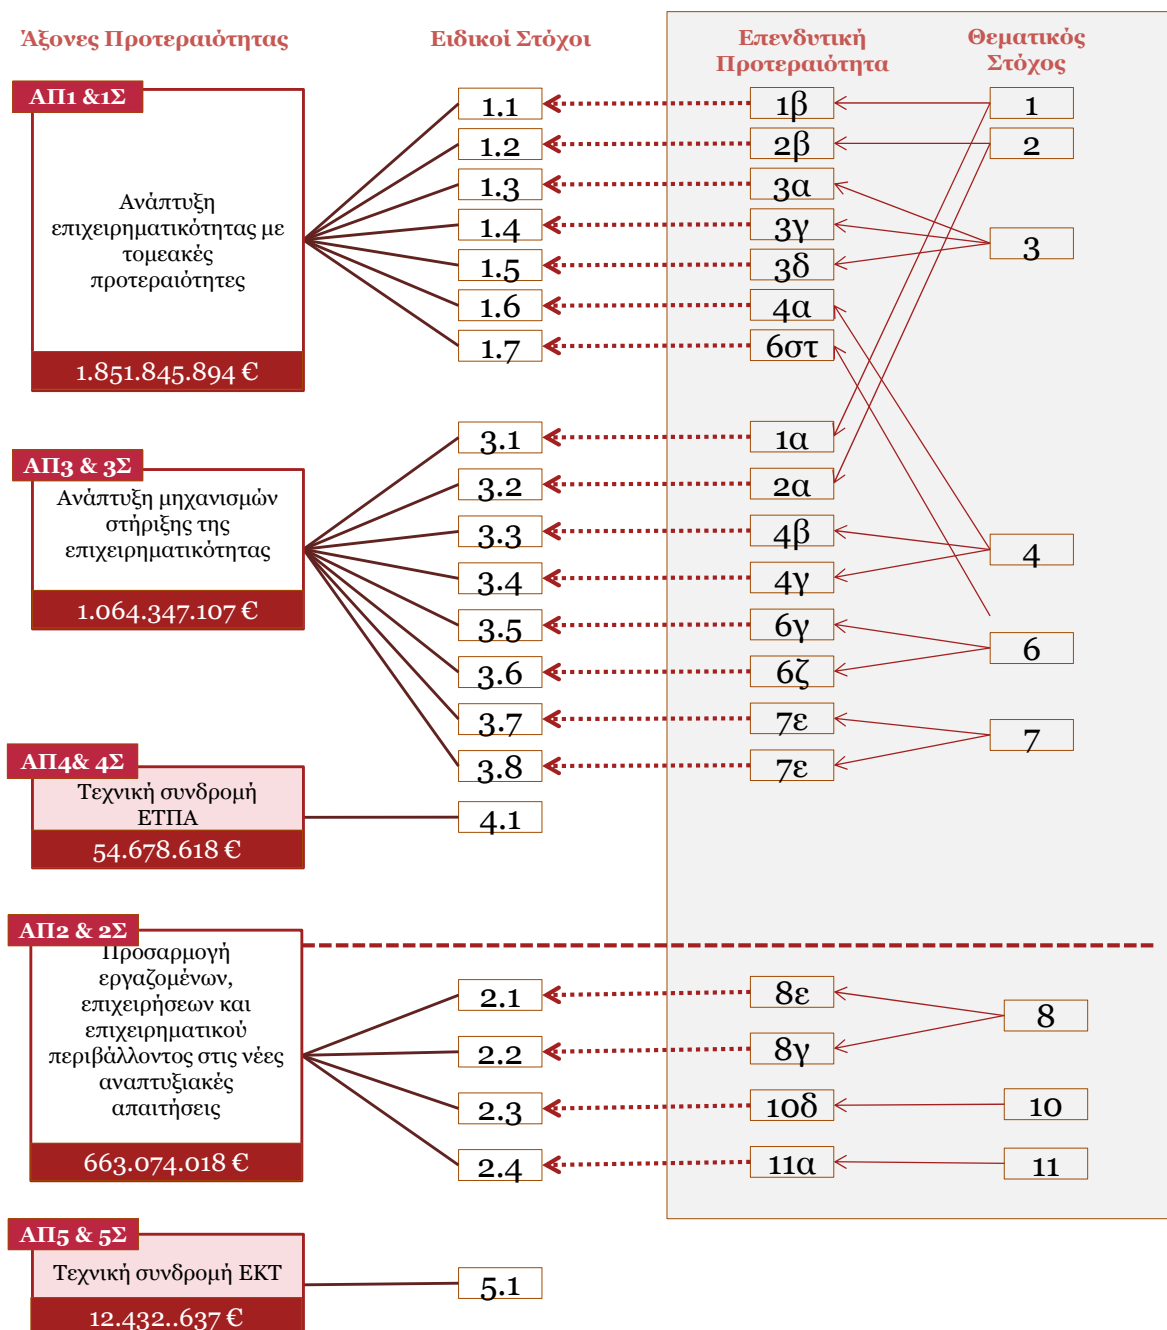 Άξονες Προτεραιότητας
Ειδικοί Στόχοι
Επενδυτική
Προτεραιότητα
Θεματικός
Στόχος
ΑΠ1 &1Σ
Ανάπτυξη
επιχειρηματικότητας με
τομεακές
προτεραιότητες
1.851.845.894 €
1.1
1.2
1.3
1.4
1.5
1.6
1.7
1β
2β
3α
3γ
3δ
4α
6στ
1
2
3
ΑΠ3 & 3Σ
Ανάπτυξη μηχανισμών
στήριξης της
επιχειρηματικότητας
1.064.347.107 €
3.1
3.2
3.3
3.4
3.5
3.6
3.7
3.8
1α
2α
4β
4γ
6γ
6ζ
7ε
7ε
4
6
7
ΑΠ4& 4Σ
Τεχνική συνδρομή
ΕΤΠΑ
54.678.618 €
4.1
ΑΠ2 & 2Σ
Προσαρμογή
εργαζομένων,
επιχειρήσεων και
επιχειρηματικού
περιβάλλοντος στις νέες
αναπτυξιακές
απαιτήσεις
663.074.018 €
2.1
2.2
2.3
2.4
8ε
8γ
10δ
11α
8
10
11
ΑΠ5 & 5Σ
Τεχνική συνδρομή ΕΚΤ
12.432..637 €
5.1